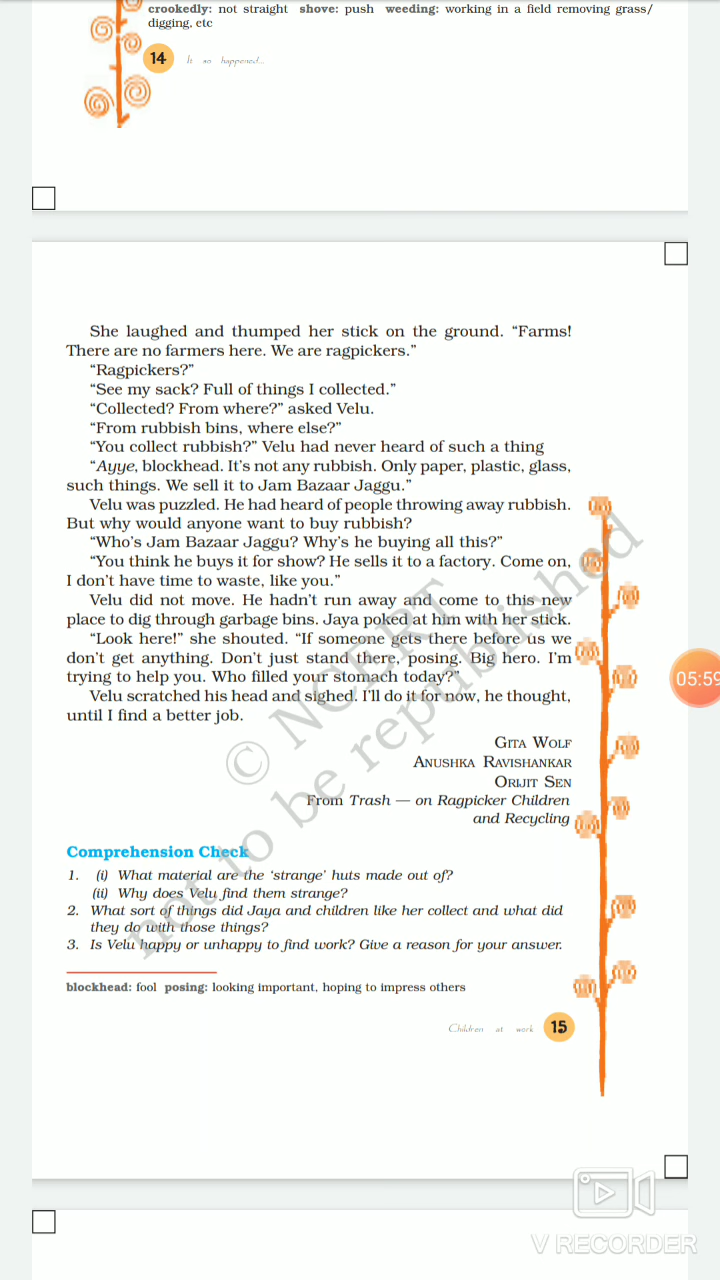 crookedly: not straight shove: push weeding: working in a field removing grass/
digging, etc
14 It so happened...
She laughed and thumped her stick on the ground. “Farms!
There are no farmers here. We are ragpickers.”
“Ragpickers?”
“See my sack? Full of things I collected.”
“Collected? From where?” asked Velu.
“From rubbish bins, where else?”
“You collect rubbish?” Velu had never heard of such a thing
“Ayye, blockhead. It’s not any rubbish. Only paper, plastic, glass,
such things. We sell it to Jam Bazaar Jaggu.”
Velu was puzzled. He had heard of people throwing away rubbish.
But why would anyone want to buy rubbish?
“Who’s Jam Bazaar Jaggu? Why’s he buying all this?”
“You think he buys it for show? He sells it to a factory. Come on,
I don’t have time to waste, like you.”
Velu did not move. He hadn’t run away and come to this new
place to dig through garbage bins. Jaya poked at him with her stick.
“Look here!” she shouted. “If someone gets there before us we
don’t get anything. Don’t just stand there, posing. Big hero. I’m
trying to help you. Who filled your stomach today?”
05:59
Velu scratched his head and sighed. I’ll do it for now, he thought,
until I find a better job.
GITA WOLF
ANUSHKA RAVISHANKAR
ORIJIT SEN
From Trash — on Ragpicker Children
and Recycling
© NCERT
not to be republished
Comprehension Check
1. (i) What material are the ‘strange’ huts made out of?
(ii) Why does Velu find them strange?
2. What sort of things did Jaya and children like her collect and what did
they do with those things?
3. Is Velu happy or unhappy to find work? Give a reason for your answer.
blockhead: fool posing: looking important, hoping to impress others
Children at work 15
V RECORDER